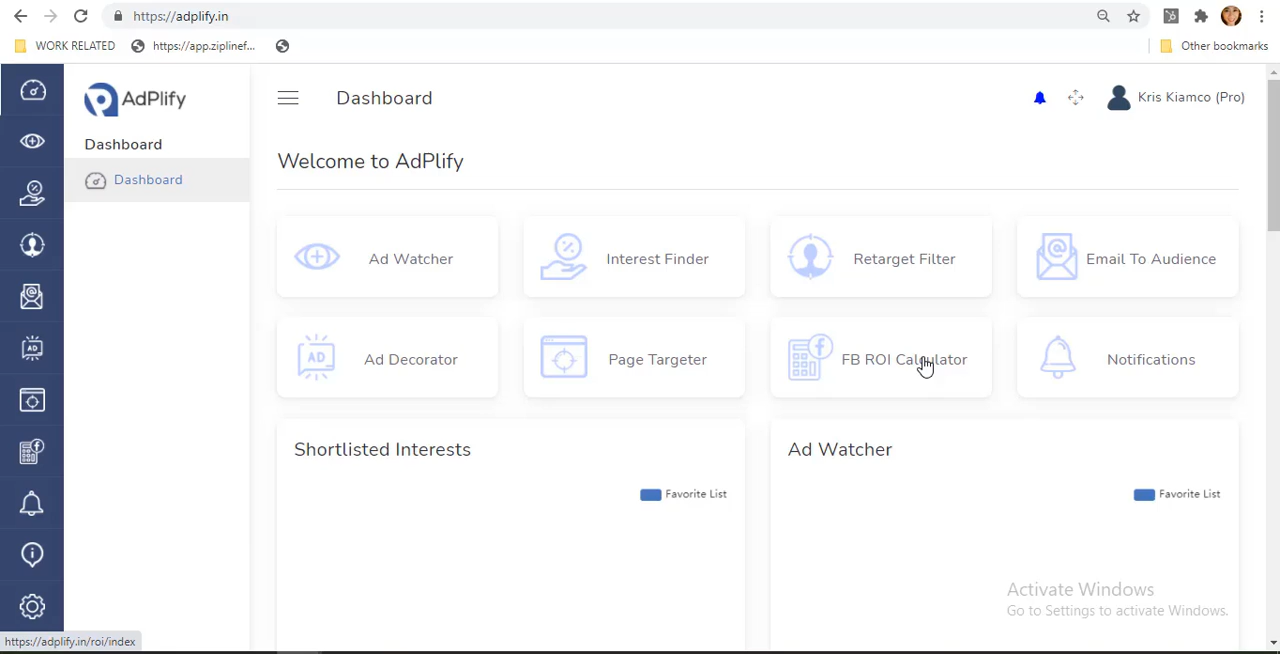 https://adplify.in
WORK RELATED
https://app.ziplinef...
Other bookmarks
AdPlify
Dashboard
Kris Kiamco (Pro)
Dashboard
Dashboard
Welcome to AdPlify
Ad Watcher
Interest Finder
Retarget Filter
Email To Audience
AD
Ad Decorator
Page Targeter
FB ROI Calculator
Notifications
Shortlisted Interests
Ad Watcher
Favorite List
Favorite List
Activate Windows
Go to Settings to activate Windows.
https://adplify.in/roi/index